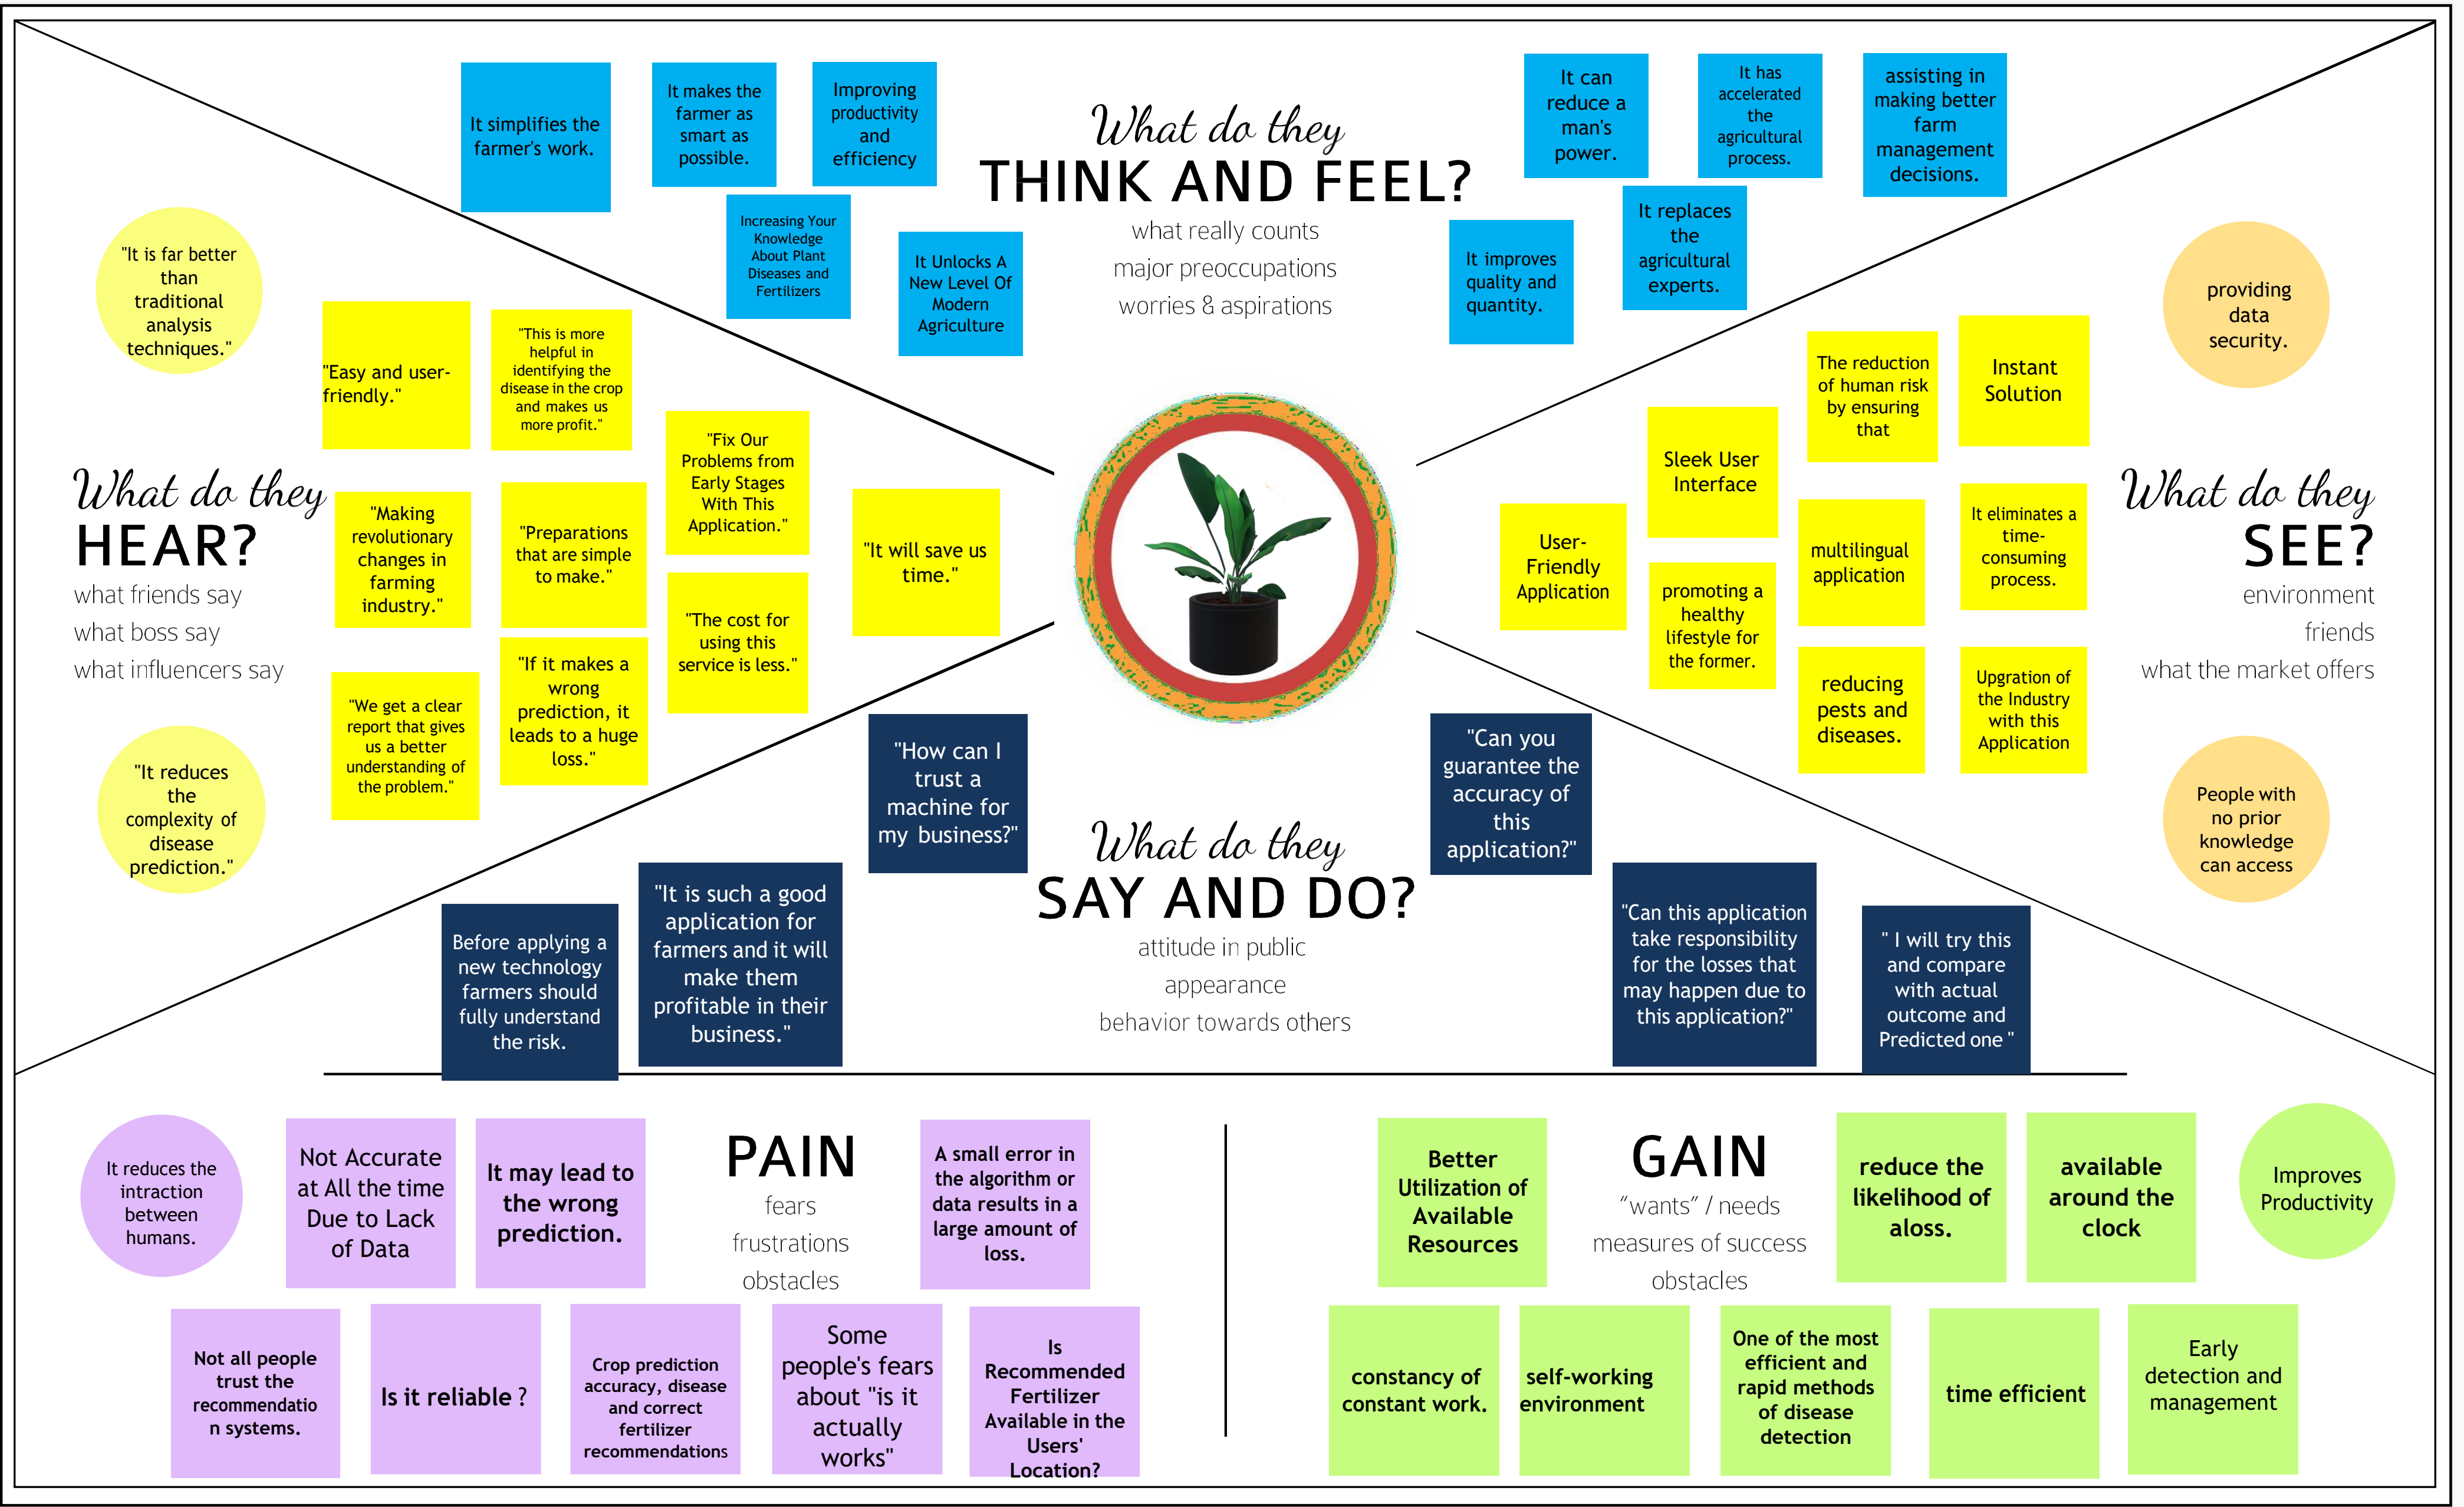 What do they
THINK AND FEEL?
what really counts
major preoccupations
worries & aspirations
It simplifies the
farmer's work.
It makes the
farmer as
smart as
possible.
Improving
productivity
and
efficiency
Increasing Your
Knowledge
About Plant
Diseases and
Fertilizers
It Unlocks A
New Level Of
Modern
Agriculture
It can
reduce a
man's
power.
It has
accelerated
the
agricultural
process.
assisting in
making better
farm
management
decisions.
It improves
quality and
quantity.
It replaces
the
agricultural
experts.
What do they
HEAR?
what friends say
what boss say
what influencers say
"It is far better
than
traditional
analysis
techniques."
"Easy and user-
friendly."
"This is more
helpful in
identifying the
disease in the crop
and makes us
more profit."
"Fix Our
Problems from
Early Stages
With This
Application."
"Making
revolutionary
changes in
farming
industry."
"Preparations
that are simple
to make."
"It will save us
time."
"The cost for
using this
service is less."
"If it makes a
wrong
prediction, it
leads to a huge
loss."
"We get a clear
report that gives
us a better
understanding of
the problem."
"It reduces
the
complexity of
disease
prediction."
What do they
SEE?
environment
friends
what the market offers
providing
data
security.
The reduction
of human risk
by ensuring
that
Instant
Solution
Sleek User
Interface
User-
Friendly
Application
multilingual
application
It eliminates a
time-
consuming
process.
promoting a
healthy
lifestyle for
the former.
reducing
pests and
diseases.
Upgration of
the Industry
with this
Application
People with
no prior
knowledge
can access
What do they
SAY AND DO?
attitude in public
appearance
behavior towards others
"How can I
trust a
machine for
my business?"
"Can you
guarantee the
accuracy of
this
application?"
Before applying a
new technology
farmers should
fully understand
the risk.
"It is such a good
application for
farmers and it will
make them
profitable in their
business."
"Can this application
take responsibility
for the losses that
may happen due to
this application?"
" I will try this
and compare
with actual
outcome and
Predicted one "
PAIN
fears
frustrations
obstacles
It reduces the
intraction
between
humans.
Not Accurate
at All the time
Due to Lack
of Data
It may lead to
the wrong
prediction.
A small error in
the algorithm or
data results in a
large amount of
loss.
Not all people
trust the
recommendatio
n systems.
Is it reliable ?
Crop prediction
accuracy, disease
and correct
fertilizer
recommendations
Some
people's fears
about "is it
actually
works"
Is
Recommended
Fertilizer
Available in the
Users'
Location?
GAIN
“wants” / needs
measures of success
obstacles
Better
Utilization of
Available
Resources
reduce the
likelihood of
aloss.
available
around the
clock
Improves
Productivity
constancy of
constant work.
self-working
environment
One of the most
efficient and
rapid methods
of disease
detection
time efficient
Early
detection and
management